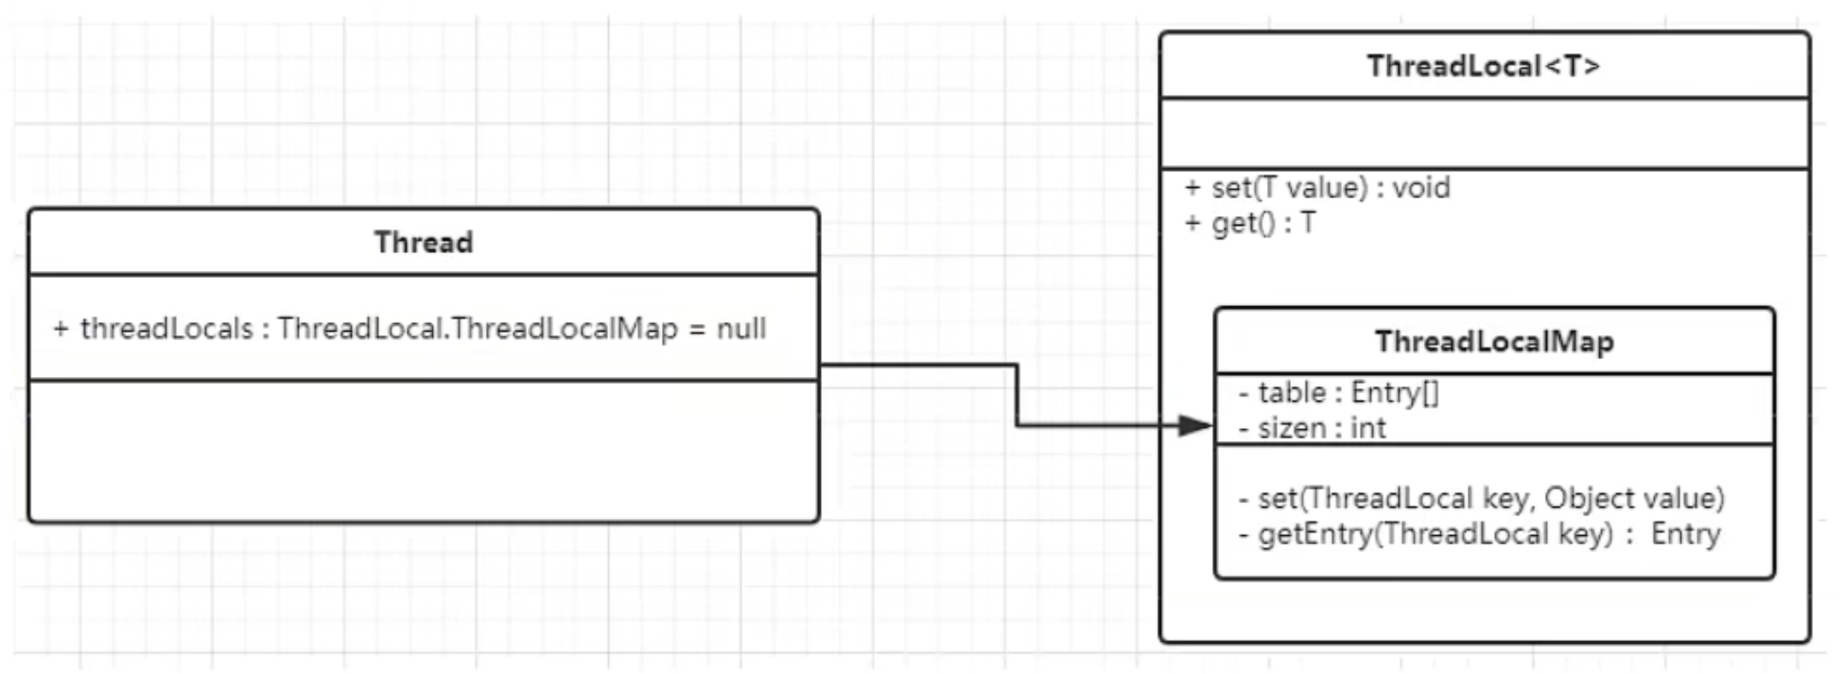 Thread
+ threadLocals : ThreadLocal.ThreadLocalMap = null
ThreadLocal<T>
+ set(T value) : void
+ get() : T
ThreadLocalMap
- table : Entry[]
- sizen : int
- set(ThreadLocal key, Object value)
- getEntry(ThreadLocal key) : Entry